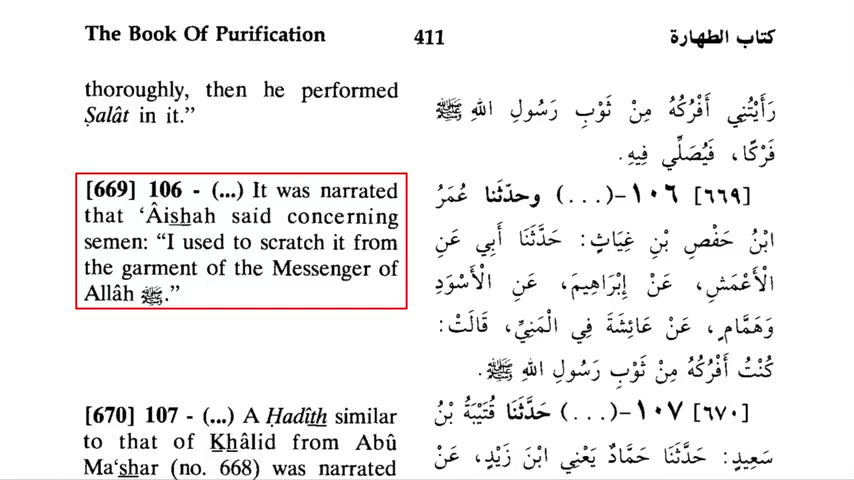 The Book Of Purification 411 كتاب الطهارة
thoroughly, then he performed
Ṣalât in it.”
[669] 106 - (...) It was narrated
that ‘Âishah said concerning
semen: “I used to scratch it from
the garment of the Messenger of
Allâh ﷺ.”
[670] 107 - (...) A Ḥadîth similar
to that of Khâlid from Abû
Ma‘shar (no. 668) was narrated
رَأَيْتُنِي أَفْرُكُهُ مِنْ ثَوْبِ رَسُولِ اللهِ ﷺ
فَرْكًا، فَيُصَلِّي فِيهِ.
[٦٦٩] ١٠٦-(...) وحدّثنا عُمَرُ
ابْنُ حَفْصِ بْنِ غِيَاثٍ: حَدَّثَنَا أَبِي عَنِ
الْأَعْمَشِ، عَنْ إِبْرَاهِيمَ، عَنِ الْأَسْوَدِ
وَهَمَّامٍ، عَنْ عَائِشَةَ فِي الْمَنِيِّ، قَالَتْ:
كُنْتُ أَفْرُكُهُ مِنْ ثَوْبِ رَسُولِ اللهِ ﷺ.
[٦٧٠] ١٠٧-(...) حَدَّثَنَا قُتَيْبَةُ بْنُ
سَعِيدٍ: حَدَّثَنَا حَمَّادٌ يَعْنِي ابْنَ زَيْدٍ، عَنْ